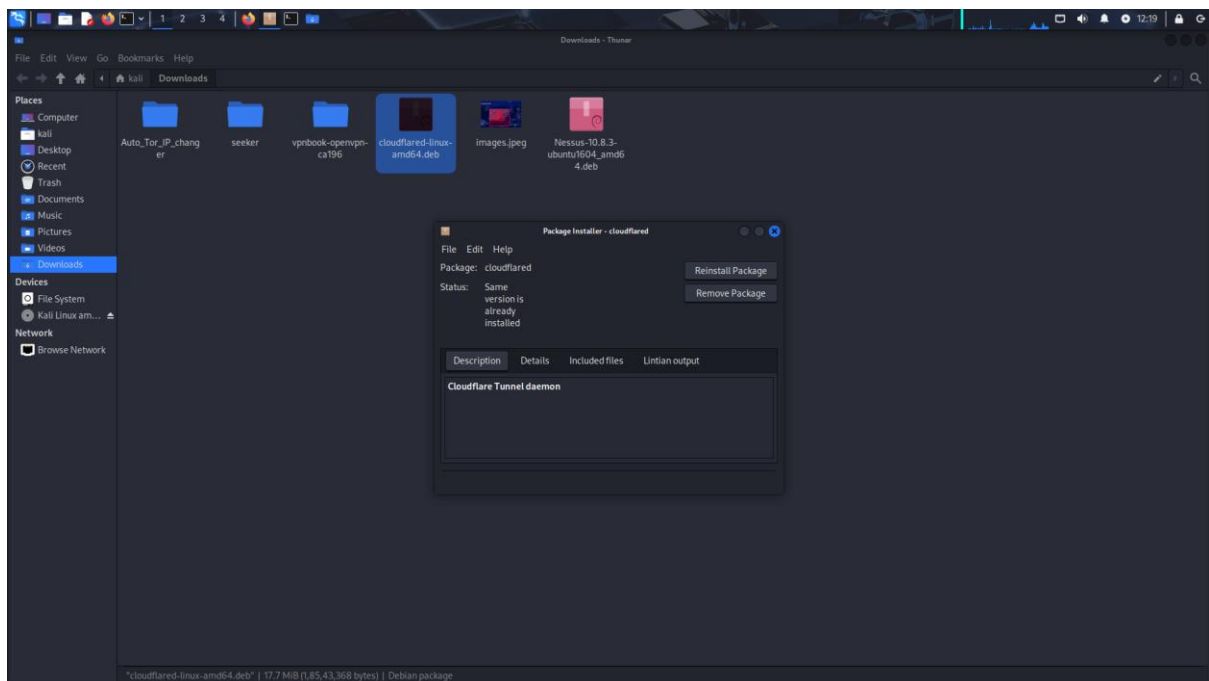 1 2 3 4 12:19
Downloads - Thunar
File Edit View Go Bookmarks Help
kali Downloads
Places
Computer
kali
Desktop
Recent
Trash
Documents
Music
Pictures
Videos
Downloads
Devices
File System
Kali Linux am...
Network
Browse Network
Auto_Tor_IP_chang
er
seeker
vpnbook-openvpn-
ca196
cloudflared-linux-
amd64.deb
images.jpeg
Nessus-10.8.3-
ubuntu1604_amd6
4.deb
Package Installer - cloudflared
File Edit Help
Package: cloudflared
Reinstall Package
Status: Same
version is
already
installed
Remove Package
Description Details Included files Lintian output
Cloudflare Tunnel daemon
"cloudflared-linux-amd64.deb" | 17.7 MiB (1,85,43,368 bytes) | Debian package